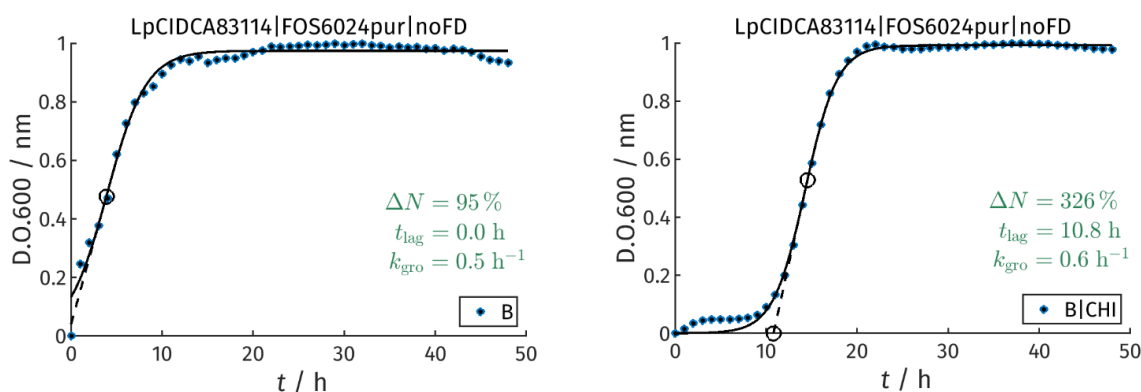 LpCIDCA83114|FOS6024pur|noFD
1
0.8
0.6
0.4
0.2
0
D.O.600 / nm
ΔN = 95 %
t_lag = 0.0 h
k_gro = 0.5 h⁻¹
B
0 10 20 30 40 50
t / h
LpCIDCA83114|FOS6024pur|noFD
1
0.8
0.6
0.4
0.2
0
D.O.600 / nm
ΔN = 326 %
t_lag = 10.8 h
k_gro = 0.6 h⁻¹
B|CHI
0 10 20 30 40 50
t / h